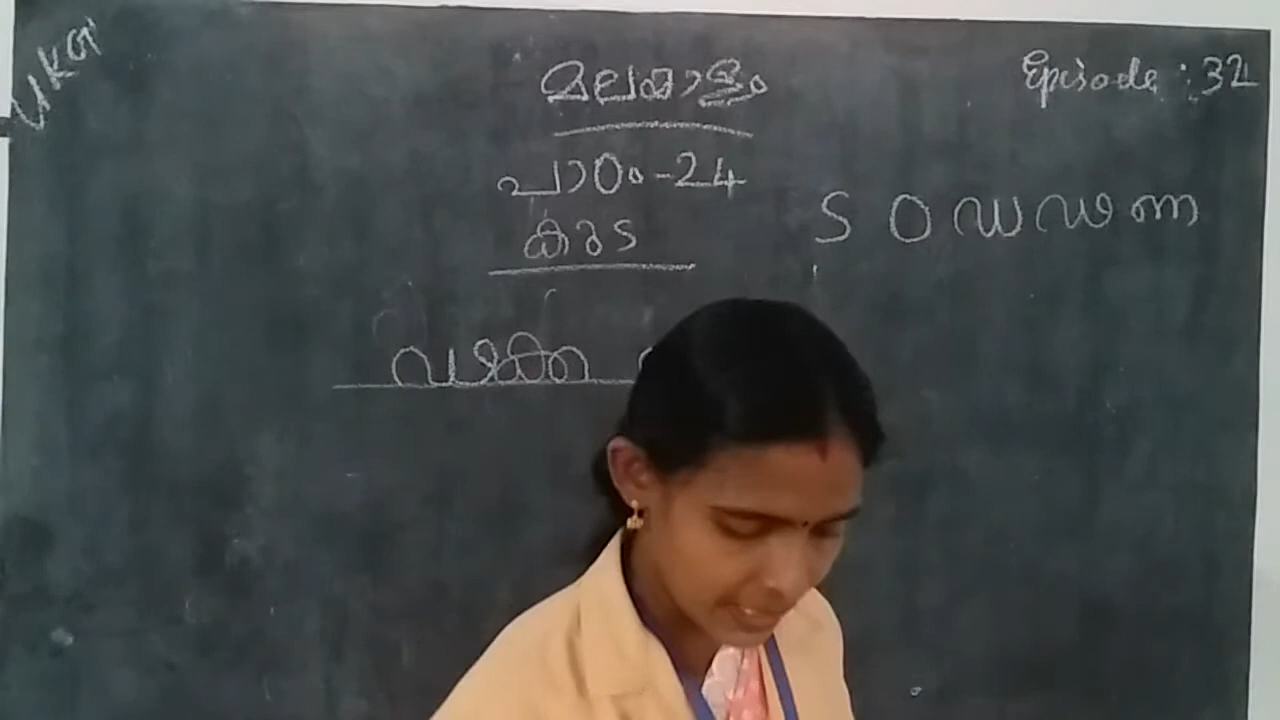 UKG
മലയാളം
Episode : 32
പാഠം-24
കുട
ട ഠ ഡ ഢ ണ